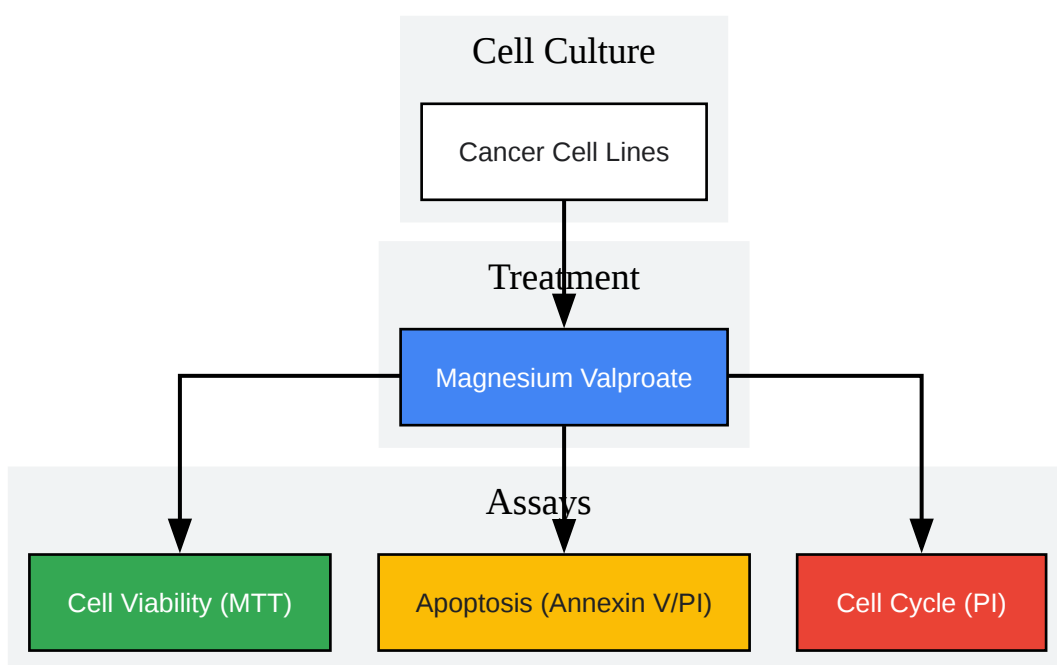 Cell Culture
Cancer Cell Lines
Treatment
Magnesium Valproate
Assays
Cell Viability (MTT)
Apoptosis (Annexin V/PI)
Cell Cycle (PI)